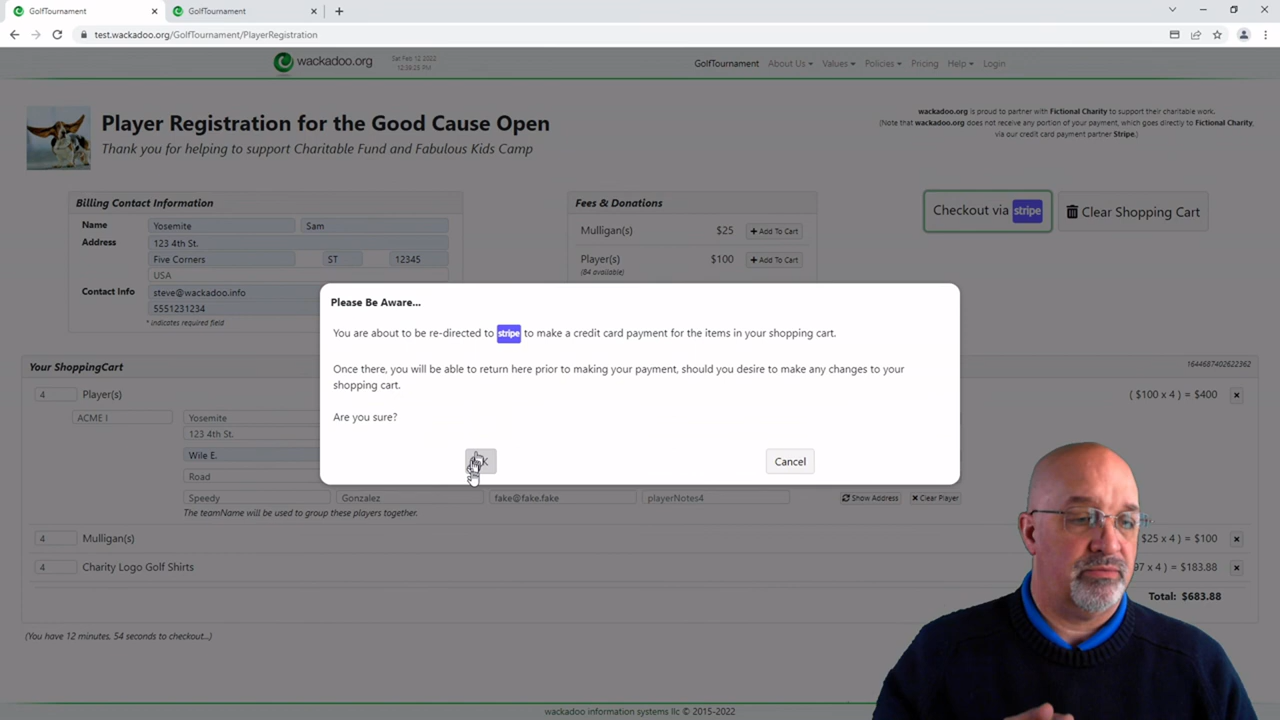 GolfTournament
GolfTournament
test.wackadoo.org/GolfTournament/PlayerRegistration
wackadoo.org
Sat Feb 12 2022
GolfTournament About Us Values Policies Pricing Help Login
Player Registration for the Good Cause Open
Thank you for helping to support Charitable Fund and Fabulous Kids Camp
wackadoo.org is proud to partner with Fictional Charity to support their charitable work.
(Note that wackadoo.org does not receive any portion of your payment, which goes directly to Fictional Charity,
via our credit card payment partner Stripe.)
Billing Contact Information
Name Yosemite Sam
Address 123 4th St.
Five Corners ST 12345
USA
Contact Info steve@wackadoo.info
5551231234
* indicates required field
Fees & Donations
Mulligan(s) $25 Add To Cart
Player(s) $100 Add To Cart
(84 available)
Checkout via stripe
Clear Shopping Cart
Please Be Aware...
You are about to be re-directed to stripe to make a credit card payment for the items in your shopping cart.
Once there, you will be able to return here prior to making your payment, should you desire to make any changes to your
shopping cart.
Are you sure?
Cancel
Your ShoppingCart
1644687402622362
4 Player(s) ( $100 x 4 ) = $400
ACME I Yosemite
123 4th St.
Wile E.
Road
Speedy Gonzalez fake@fake.fake playerNotes4 Show Address Clear Player
The teamName will be used to group these players together.
4 Mulligan(s) $25 x 4 ) = $100
4 Charity Logo Golf Shirts 97 x 4 ) = $183.88
Total: $683.88
(You have 12 minutes, 54 seconds to checkout...)
wackadoo information systems llc © 2015-2022